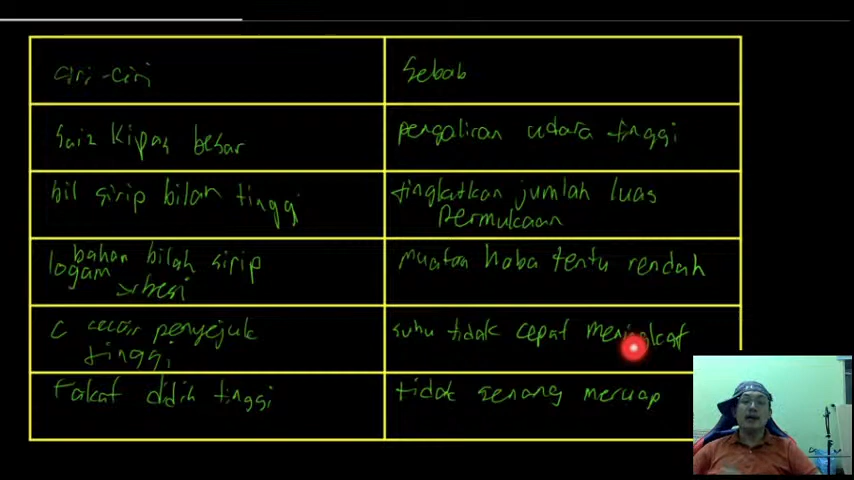 ciri-ciri
Sebab
Saiz kipas besar
pengaliran udara tinggi
bil sirip bilah tinggi
tingkatkan jumlah luas
permukaan
bahan bilah sirip
logam
besi
muatan haba tentu rendah
c cecair penyejuk
tinggi
suhu tidak cepat meningkat
Takat didih tinggi
tidak senang meruap